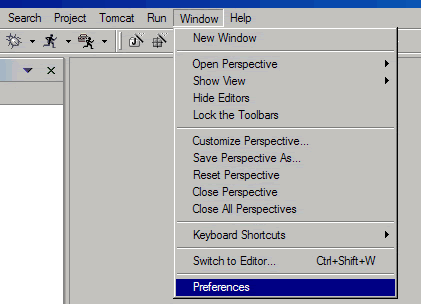 Search Project Tomcat Run Window Help
New Window
Open Perspective
Show View
Hide Editors
Lock the Toolbars
Customize Perspective...
Save Perspective As...
Reset Perspective
Close Perspective
Close All Perspectives
Keyboard Shortcuts
Switch to Editor... Ctrl+Shift+W
Preferences